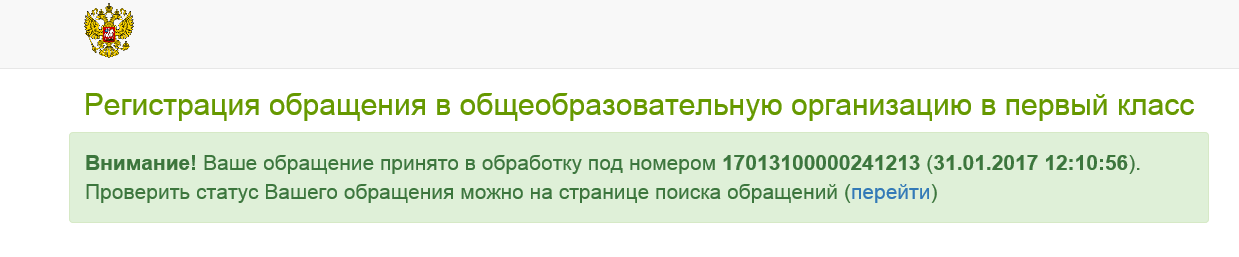 Регистрация обращения в общеобразовательную организацию в первый класс
Внимание! Ваше обращение принято в обработку под номером 17013100000241213 (31.01.2017 12:10:56).
Проверить статус Вашего обращения можно на странице поиска обращений (перейти)